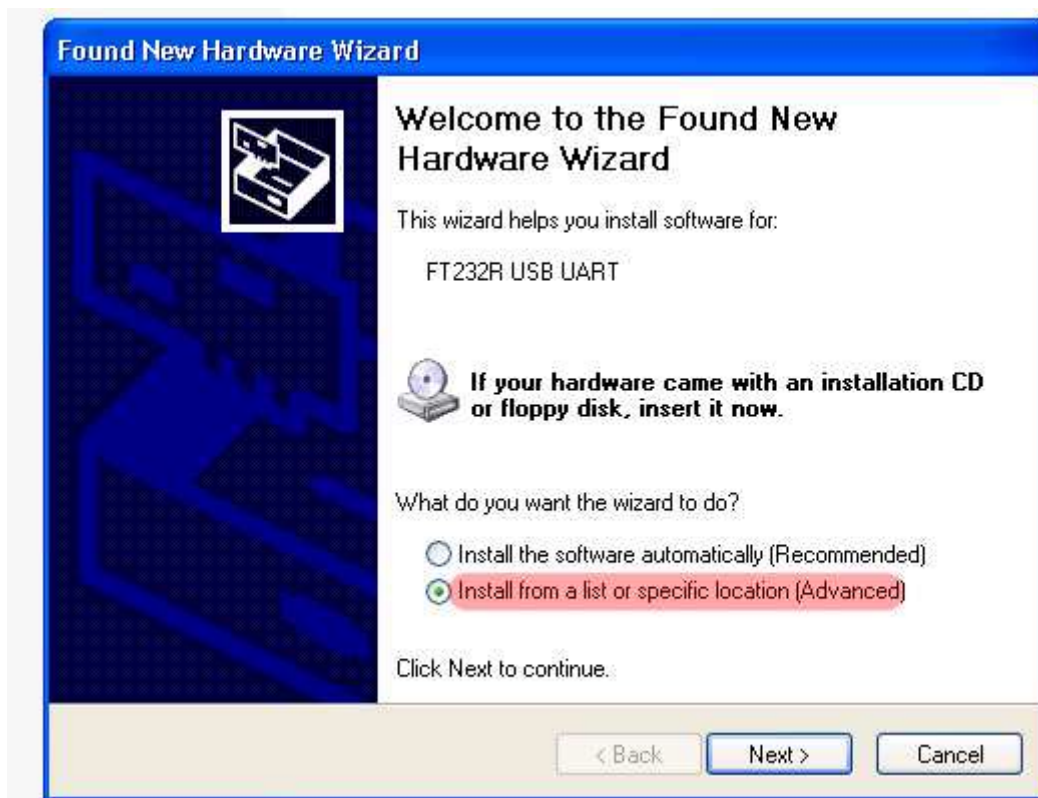 Found New Hardware Wizard
Welcome to the Found New
Hardware Wizard
This wizard helps you install software for:
FT232R USB UART
If your hardware came with an installation CD
or floppy disk, insert it now.
What do you want the wizard to do?
Install the software automatically (Recommended)
Install from a list or specific location (Advanced)
Click Next to continue.
< Back Next > Cancel